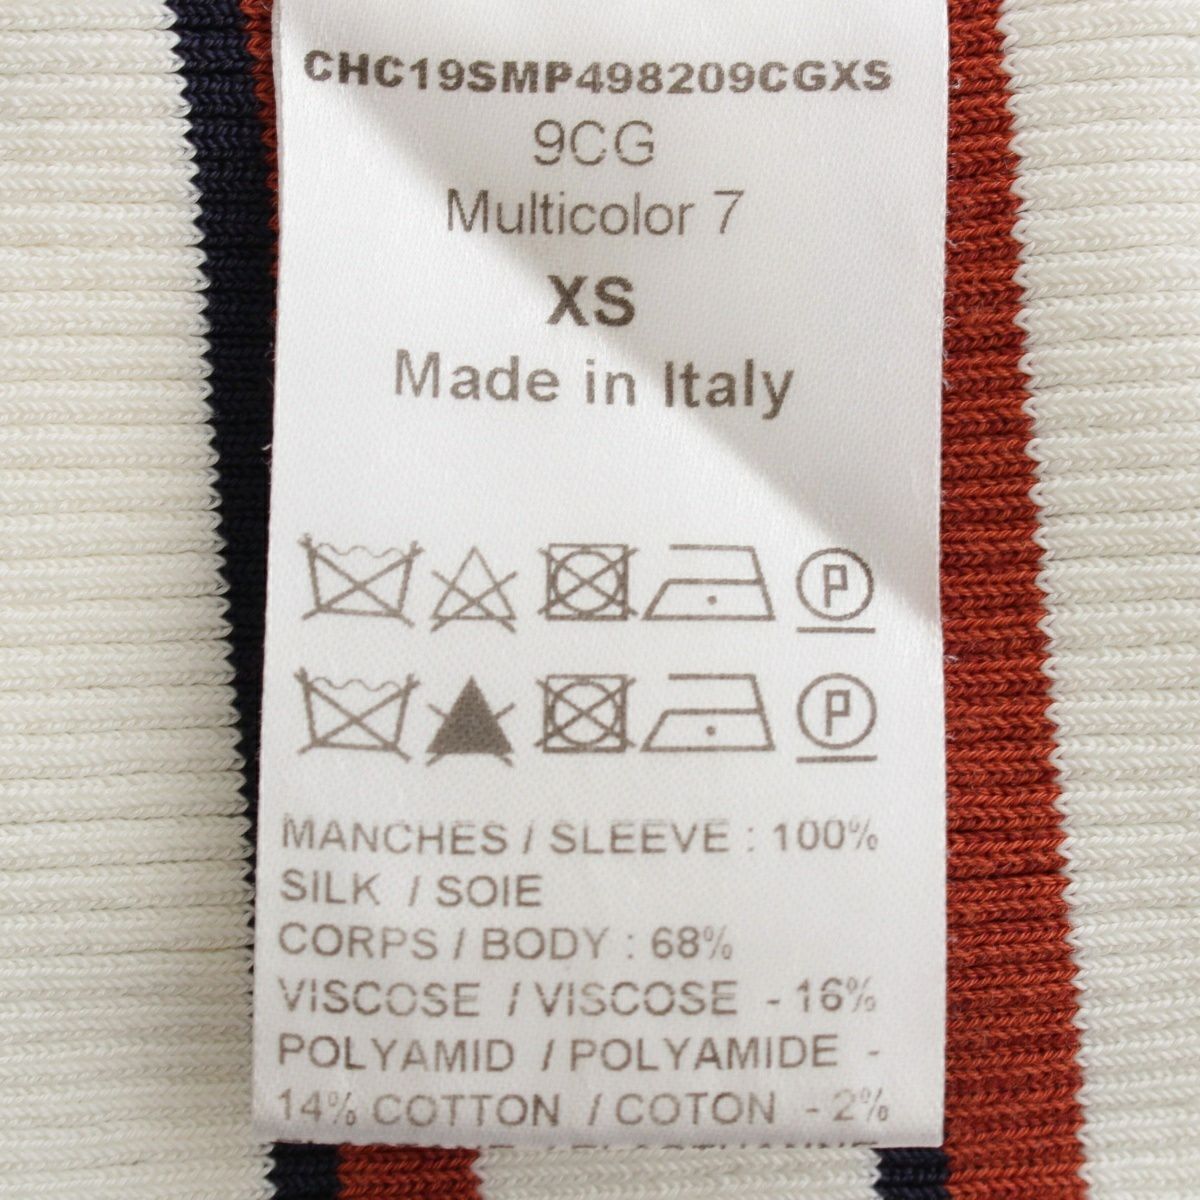 CHC19SMP498209CGXS
9CG
Multicolor 7
XS
Made in Italy
P
P
MANCHES / SLEEVE : 100%
SILK / SOIE
CORPS / BODY : 68%
VISCOSE / VISCOSE - 16%
POLYAMID / POLYAMIDE -
14% COTTON / COTON - 2%